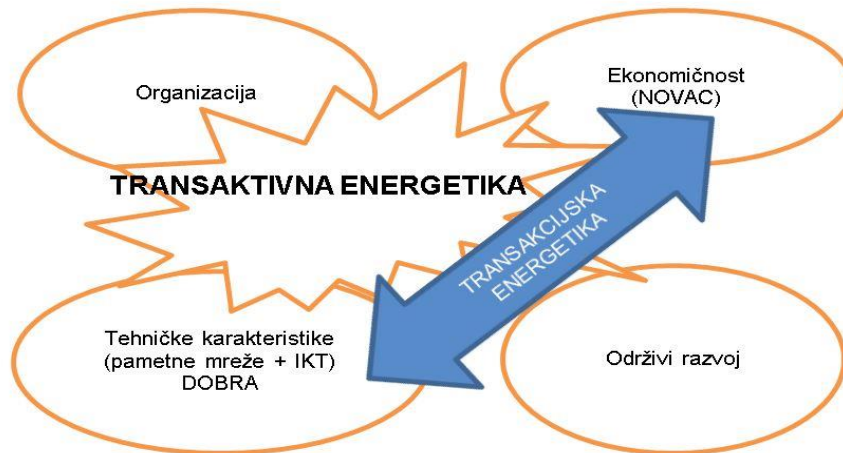 Organizacija
Ekonomičnost
(NOVAC)
TRANSAKTIVNA ENERGETIKA
TRANSAKCIJSKA
ENERGETIKA
Tehničke karakteristike
(pametne mreže + IKT)
DOBRA
Održivi razvoj